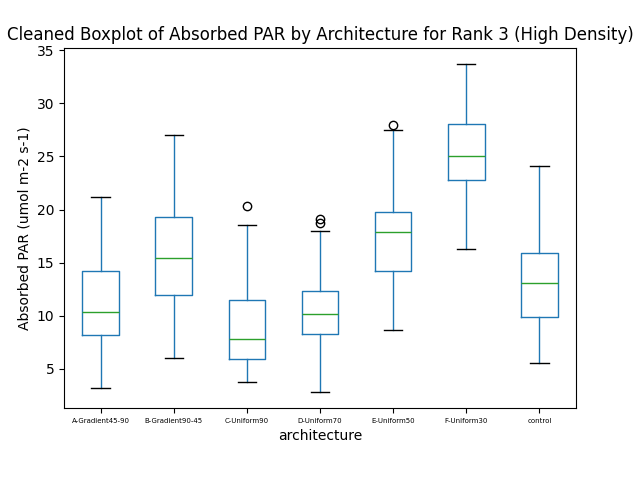 Cleaned Boxplot of Absorbed PAR by Architecture for Rank 3 (High Density)
Absorbed PAR (umol m-2 s-1)
35
30
25
20
15
10
5
A-Gradient45-90 B-Gradient90-45 C-Uniform90 D-Uniform70 E-Uniform50 F-Uniform30 control
architecture